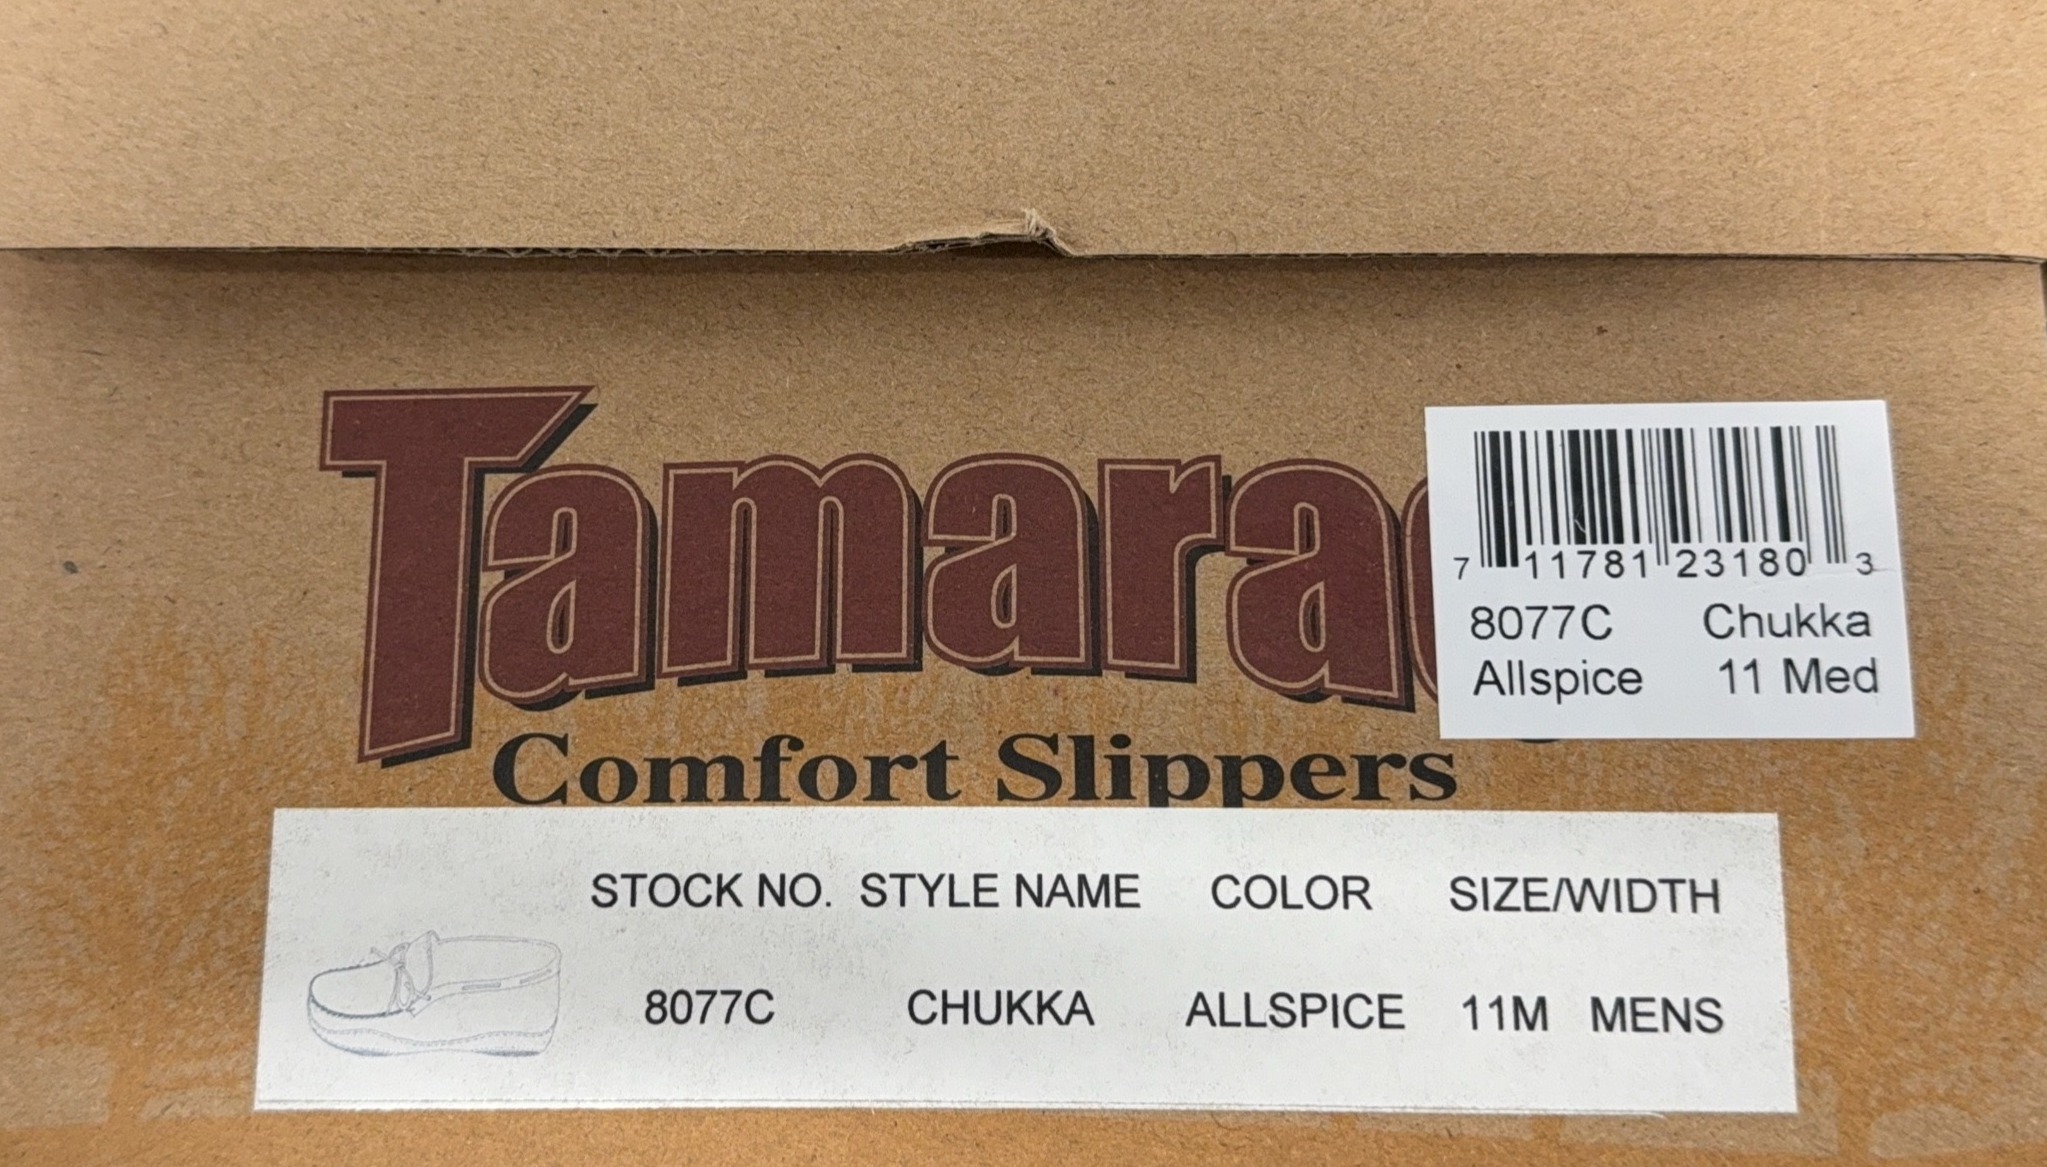 Tamarac
Comfort Slippers
7 11781 23180 3
8077C Chukka
Allspice 11 Med
STOCK NO. STYLE NAME COLOR SIZE/WIDTH
8077C CHUKKA ALLSPICE 11M MENS